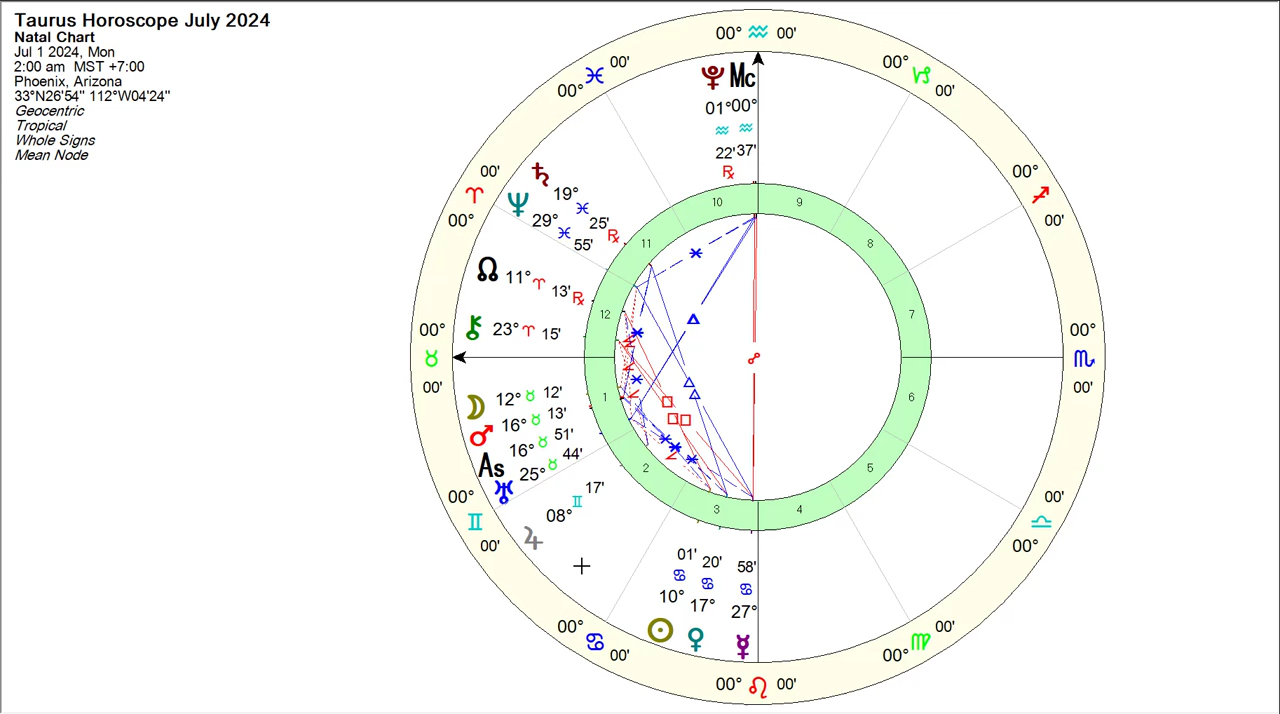 Taurus Horoscope July 2024
Natal Chart
Jul 1 2024, Mon
2:00 am MST +7:00
Phoenix, Arizona
33°N26'54" 112°W04'24"
Geocentric
Tropical
Whole Signs
Mean Node
00° ♒ 00'
00° ♑ 00'
00° ♐ 00'
00° ♏ 00'
00° ♎ 00'
00° ♍ 00'
00° ♌ 00'
00° ♋ 00'
00° ♊ 00'
00° ♉ 00'
00° ♈ 00'
00° ♓ 00'
♇ 01° ♒ 22' ℞
Mc 00° ♒ 37'
♄ 19° ♓ 25' ℞
♆ 29° ♓ 55'
☊ 11° ♈ 13' ℞
⚷ 23° ♈ 15'
☽ 12° ♉ 12'
♂ 16° ♉ 13'
As 16° ♉ 51'
♅ 25° ♉ 44'
♃ 08° ♊ 17'
☉ 10° ♋ 01'
♀ 17° ♋ 20'
☿ 27° ♋ 58'
1
2
3
4
5
6
7
8
9
10
11
12